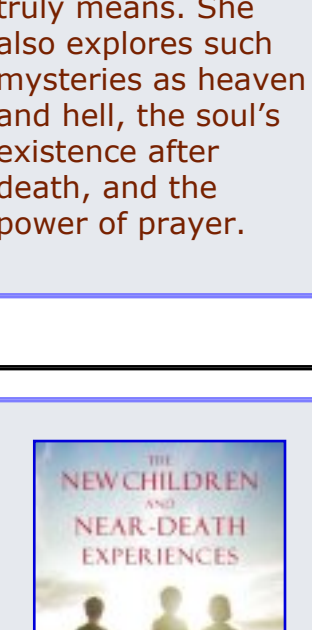 truly means. She
also explores such
mysteries as heaven
and hell, the soul's
existence after
death, and the
power of prayer.
THE
NEW CHILDREN
AND
NEAR-DEATH
EXPERIENCES